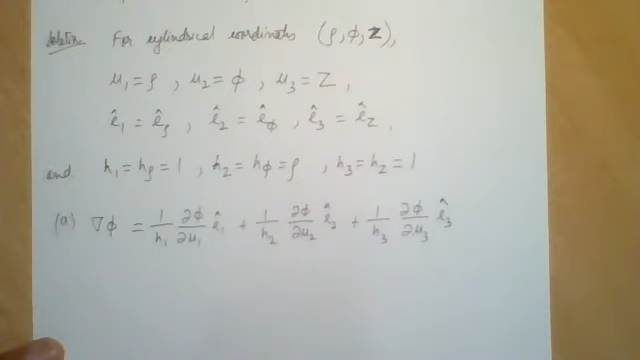 Solution For cylindrical coordinates (ρ, ϕ, z),
u₁ = ρ , u₂ = ϕ , u₃ = Z ,
ê₁ = ê_ρ , ê₂ = ê_ϕ , ê₃ = ê_Z ,
and h₁ = h_ρ = 1 , h₂ = h_ϕ = ρ , h₃ = h_Z = 1
(a) ∇ϕ = 1/h₁ ∂ϕ/∂u₁ ê₁ + 1/h₂ ∂ϕ/∂u₂ ê₂ + 1/h₃ ∂ϕ/∂u₃ ê₃